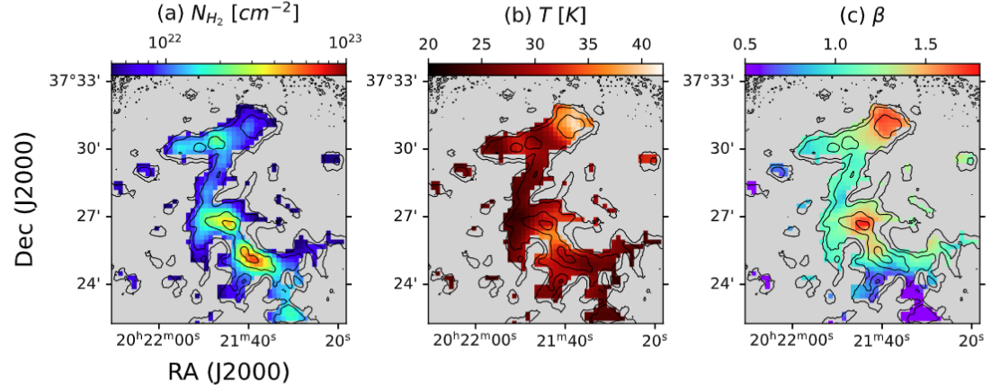 (a) N_{H_2} [cm^{-2}]
(b) T [K]
(c) β
10^{22} 10^{23}
20 25 30 35 40
0.5 1.0 1.5
37°33'
30'
27'
24'
37°33'
30'
27'
24'
37°33'
30'
27'
24'
Dec (J2000)
20^h22^m00^s 21^m40^s 20^s
20^h22^m00^s 21^m40^s 20^s
20^h22^m00^s 21^m40^s 20^s
RA (J2000)